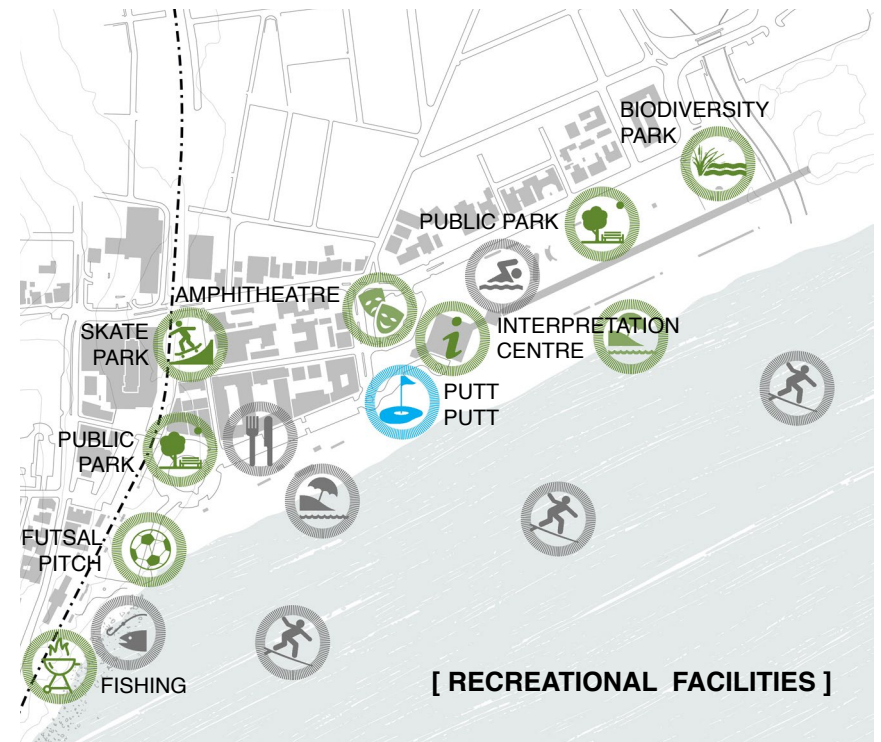 BIODIVERSITY
PARK
PUBLIC PARK
AMPHITHEATRE
INTERPRETATION
CENTRE
SKATE
PARK
PUTT
PUTT
PUBLIC
PARK
FUTSAL
PITCH
FISHING
[ RECREATIONAL FACILITIES ]